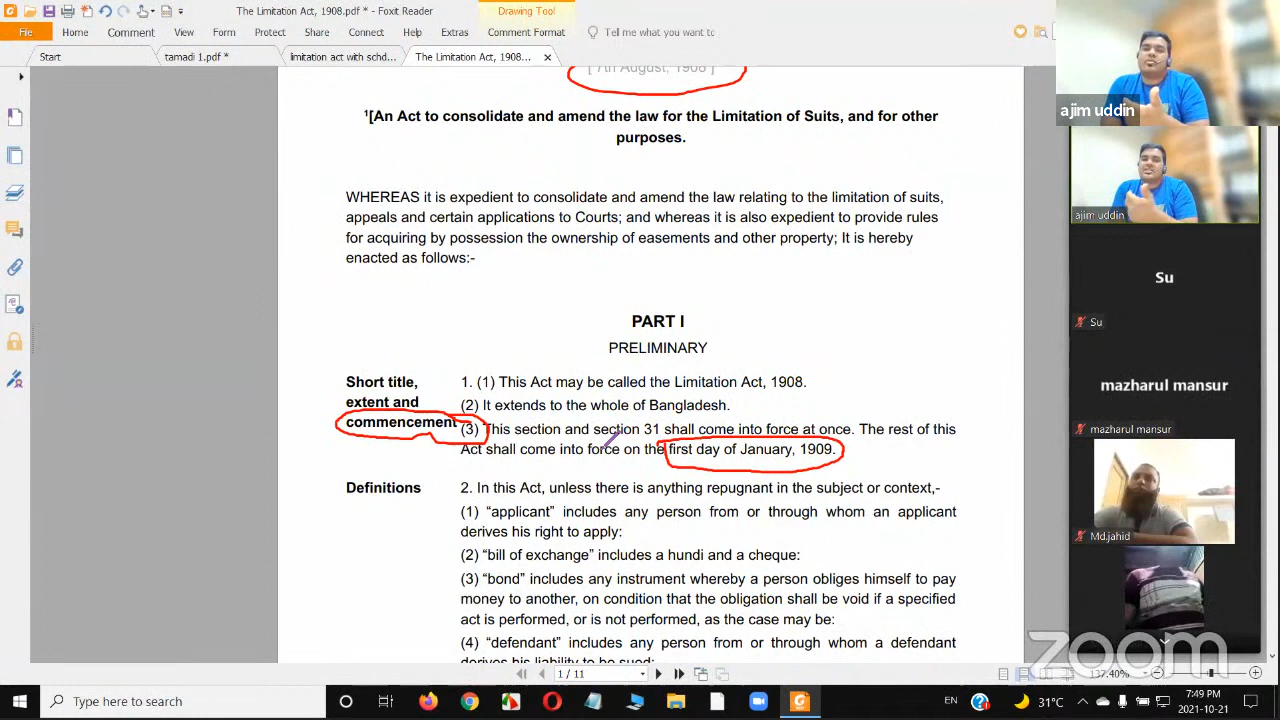 The Limitation Act, 1908.pdf * - Foxit Reader
Drawing Tool
File
Home
Comment
View
Form
Protect
Share
Connect
Help
Extras
Comment Format
Tell me what you want to
Start
tamadi 1.pdf *
limitation act with schd...
The Limitation Act, 1908...
[ 7th August, 1908 ]
1[An Act to consolidate and amend the law for the Limitation of Suits, and for other
purposes.
WHEREAS it is expedient to consolidate and amend the law relating to the limitation of suits,
appeals and certain applications to Courts; and whereas it is also expedient to provide rules
for acquiring by possession the ownership of easements and other property; It is hereby
enacted as follows:-
PART I
PRELIMINARY
Short title,
extent and
commencement
1. (1) This Act may be called the Limitation Act, 1908.
(2) It extends to the whole of Bangladesh.
(3) This section and section 31 shall come into force at once. The rest of this
Act shall come into force on the first day of January, 1909.
Definitions
2. In this Act, unless there is anything repugnant in the subject or context,-
(1) “applicant” includes any person from or through whom an applicant
derives his right to apply:
(2) “bill of exchange” includes a hundi and a cheque:
(3) “bond” includes any instrument whereby a person obliges himself to pay
money to another, on condition that the obligation shall be void if a specified
act is performed, or is not performed, as the case may be:
(4) “defendant” includes any person from or through whom a defendant
derives his liability to be sued:
1 / 11
137.40%
ajim uddin
ajim uddin
Su
Su
mazharul mansur
mazharul mansur
Md.jahid
zoom
Type here to search
EN
31°C
7:49 PM
2021-10-21